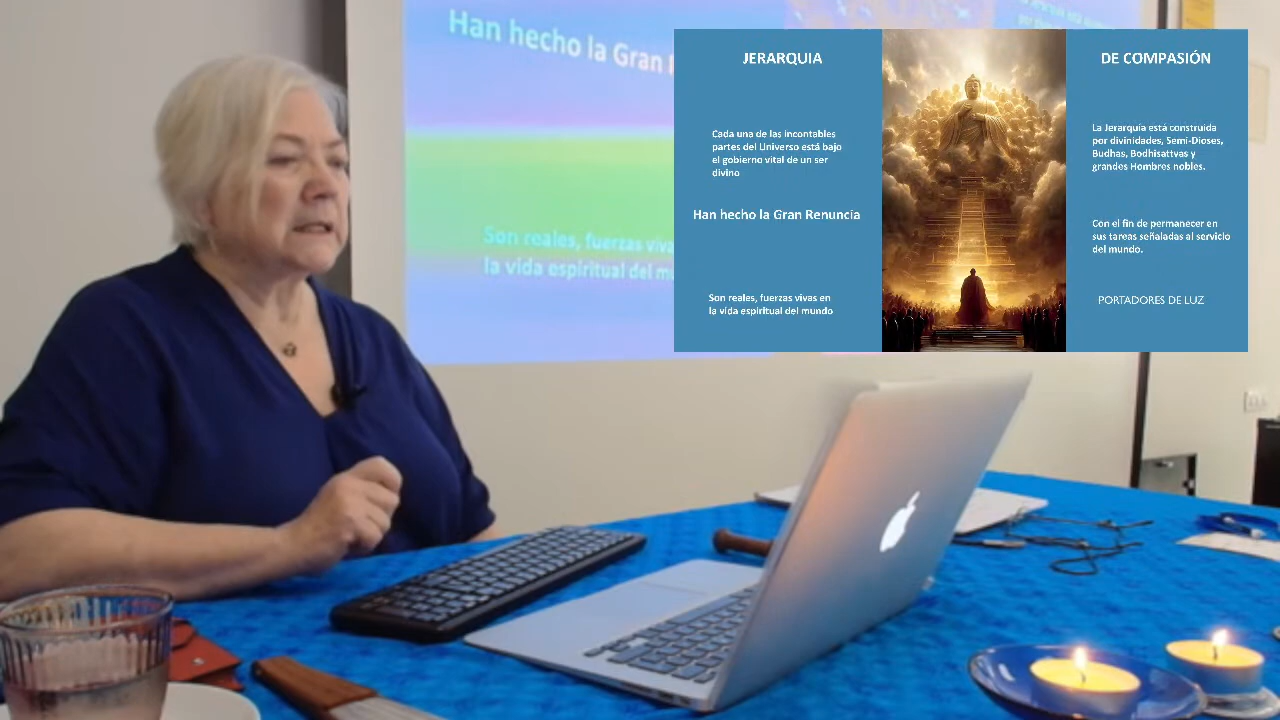 Han hecho la Gran
Son reales, fuerzas viva
la vida espiritual del m
JERARQUIA
Cada una de las incontables
partes del Universo está bajo
el gobierno vital de un ser
divino
Han hecho la Gran Renuncia
Son reales, fuerzas vivas en
la vida espiritual del mundo
DE COMPASIÓN
La Jerarquía está construida
por divinidades, Semi-Dioses,
Budhas, Bodhisattvas y
grandes Hombres nobles.
Con el fin de permanecer en
sus tareas señaladas al servicio
del mundo.
PORTADORES DE LUZ